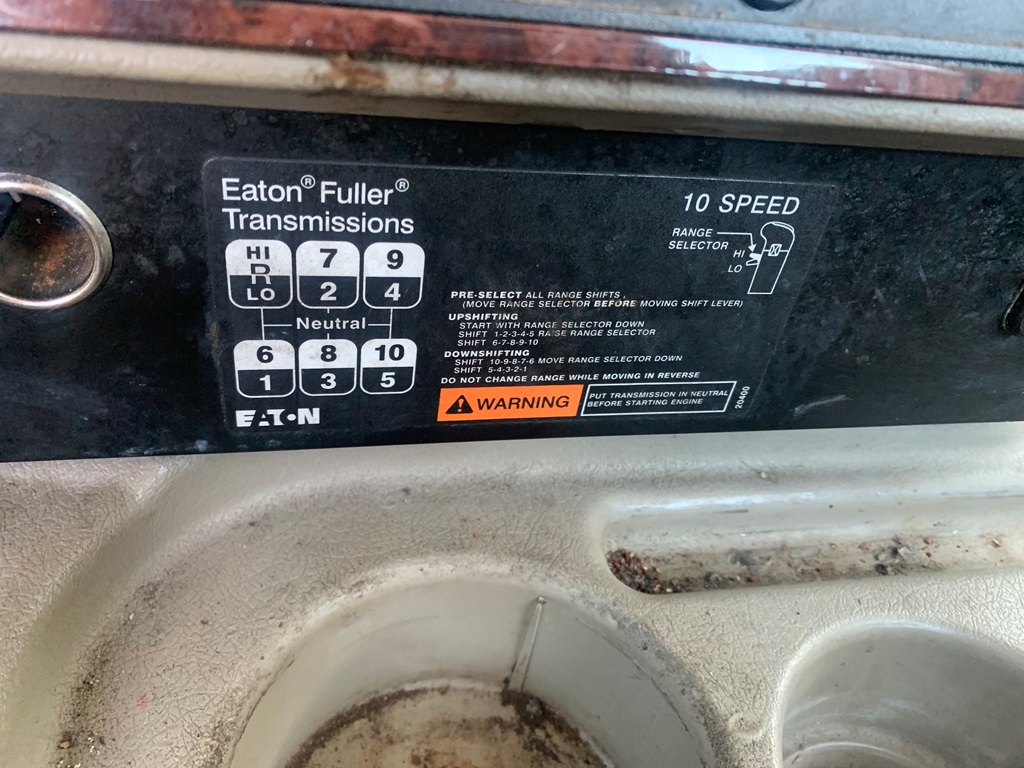 Eaton® Fuller®
Transmissions
HI
R
LO
7
2
9
4
Neutral
6
1
8
3
10
5
EATON
10 SPEED
RANGE
SELECTOR
HI
LO
PRE-SELECT ALL RANGE SHIFTS.
(MOVE RANGE SELECTOR BEFORE MOVING SHIFT LEVER)
UPSHIFTING
START WITH RANGE SELECTOR DOWN
SHIFT 1-2-3-4-5 RAISE RANGE SELECTOR
SHIFT 6-7-8-9-10
DOWNSHIFTING
SHIFT 10-9-8-7-6 MOVE RANGE SELECTOR DOWN
SHIFT 5-4-3-2-1
DO NOT CHANGE RANGE WHILE MOVING IN REVERSE
WARNING
PUT TRANSMISSION IN NEUTRAL
BEFORE STARTING ENGINE
20400